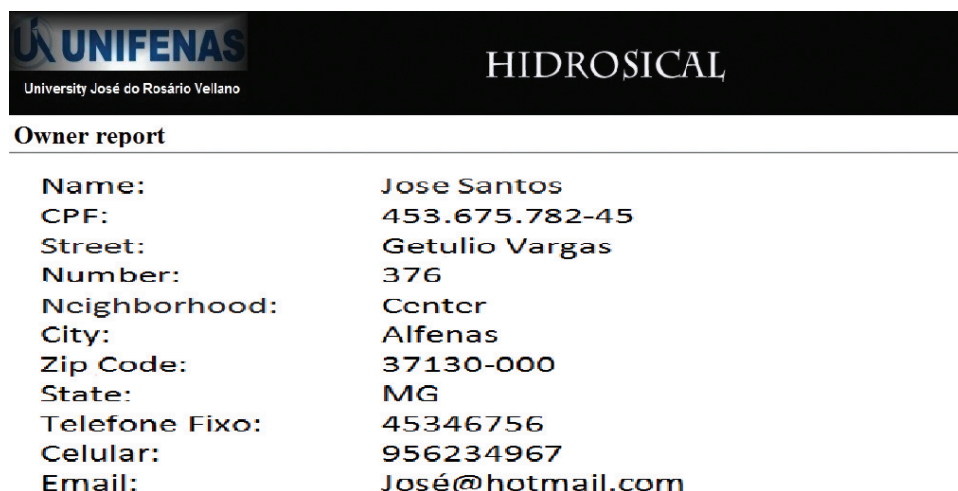 UNIFENAS
University José do Rosário Vellano
HIDROSICAL
Owner report
Name: Jose Santos
CPF: 453.675.782-45
Street: Getulio Vargas
Number: 376
Neighborhood: Center
City: Alfenas
Zip Code: 37130-000
State: MG
Telefone Fixo: 45346756
Celular: 956234967
Email: José@hotmail.com